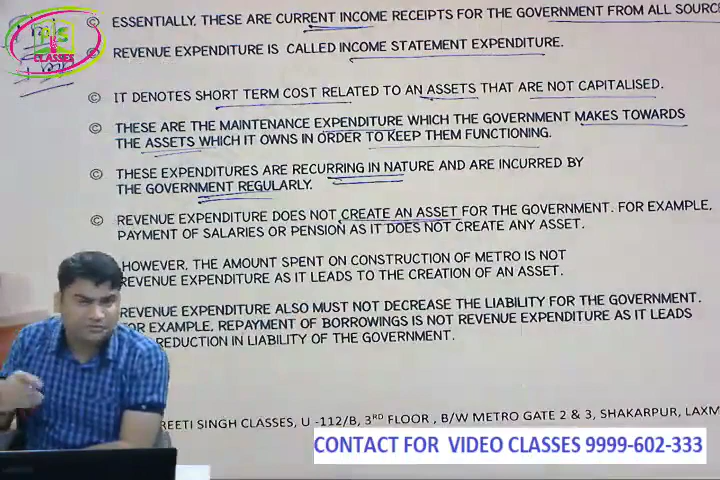 © ESSENTIALLY, THESE ARE CURRENT INCOME RECEIPTS FOR THE GOVERNMENT FROM ALL SOURC
© REVENUE EXPENDITURE IS CALLED INCOME STATEMENT EXPENDITURE.
© IT DENOTES SHORT TERM COST RELATED TO AN ASSETS THAT ARE NOT CAPITALISED.
© THESE ARE THE MAINTENANCE EXPENDITURE WHICH THE GOVERNMENT MAKES TOWARDS
THE ASSETS WHICH IT OWNS IN ORDER TO KEEP THEM FUNCTIONING.
© THESE EXPENDITURES ARE RECURRING IN NATURE AND ARE INCURRED BY
THE GOVERNMENT REGULARLY.
© REVENUE EXPENDITURE DOES NOT CREATE AN ASSET FOR THE GOVERNMENT. FOR EXAMPLE,
PAYMENT OF SALARIES OR PENSION AS IT DOES NOT CREATE ANY ASSET.
HOWEVER, THE AMOUNT SPENT ON CONSTRUCTION OF METRO IS NOT
REVENUE EXPENDITURE AS IT LEADS TO THE CREATION OF AN ASSET.
REVENUE EXPENDITURE ALSO MUST NOT DECREASE THE LIABILITY FOR THE GOVERNMENT.
FOR EXAMPLE, REPAYMENT OF BORROWINGS IS NOT REVENUE EXPENDITURE AS IT LEADS
REDUCTION IN LIABILITY OF THE GOVERNMENT.
REETI SINGH CLASSES, U -112/B, 3RD FLOOR , B/W METRO GATE 2 & 3, SHAKARPUR, LAXM
CONTACT FOR VIDEO CLASSES 9999-602-333
CLASSES